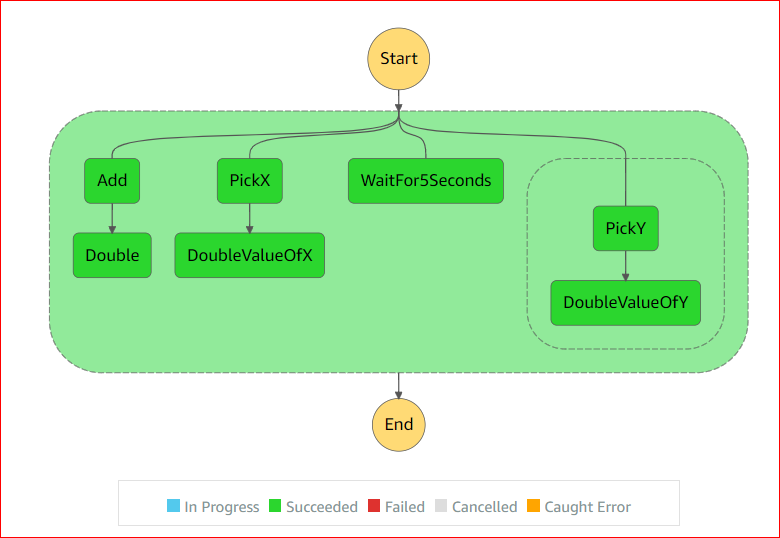 Start
Add
PickX
WaitFor5Seconds
PickY
Double
DoubleValueOfX
DoubleValueOfY
End
In Progress Succeeded Failed Cancelled Caught Error